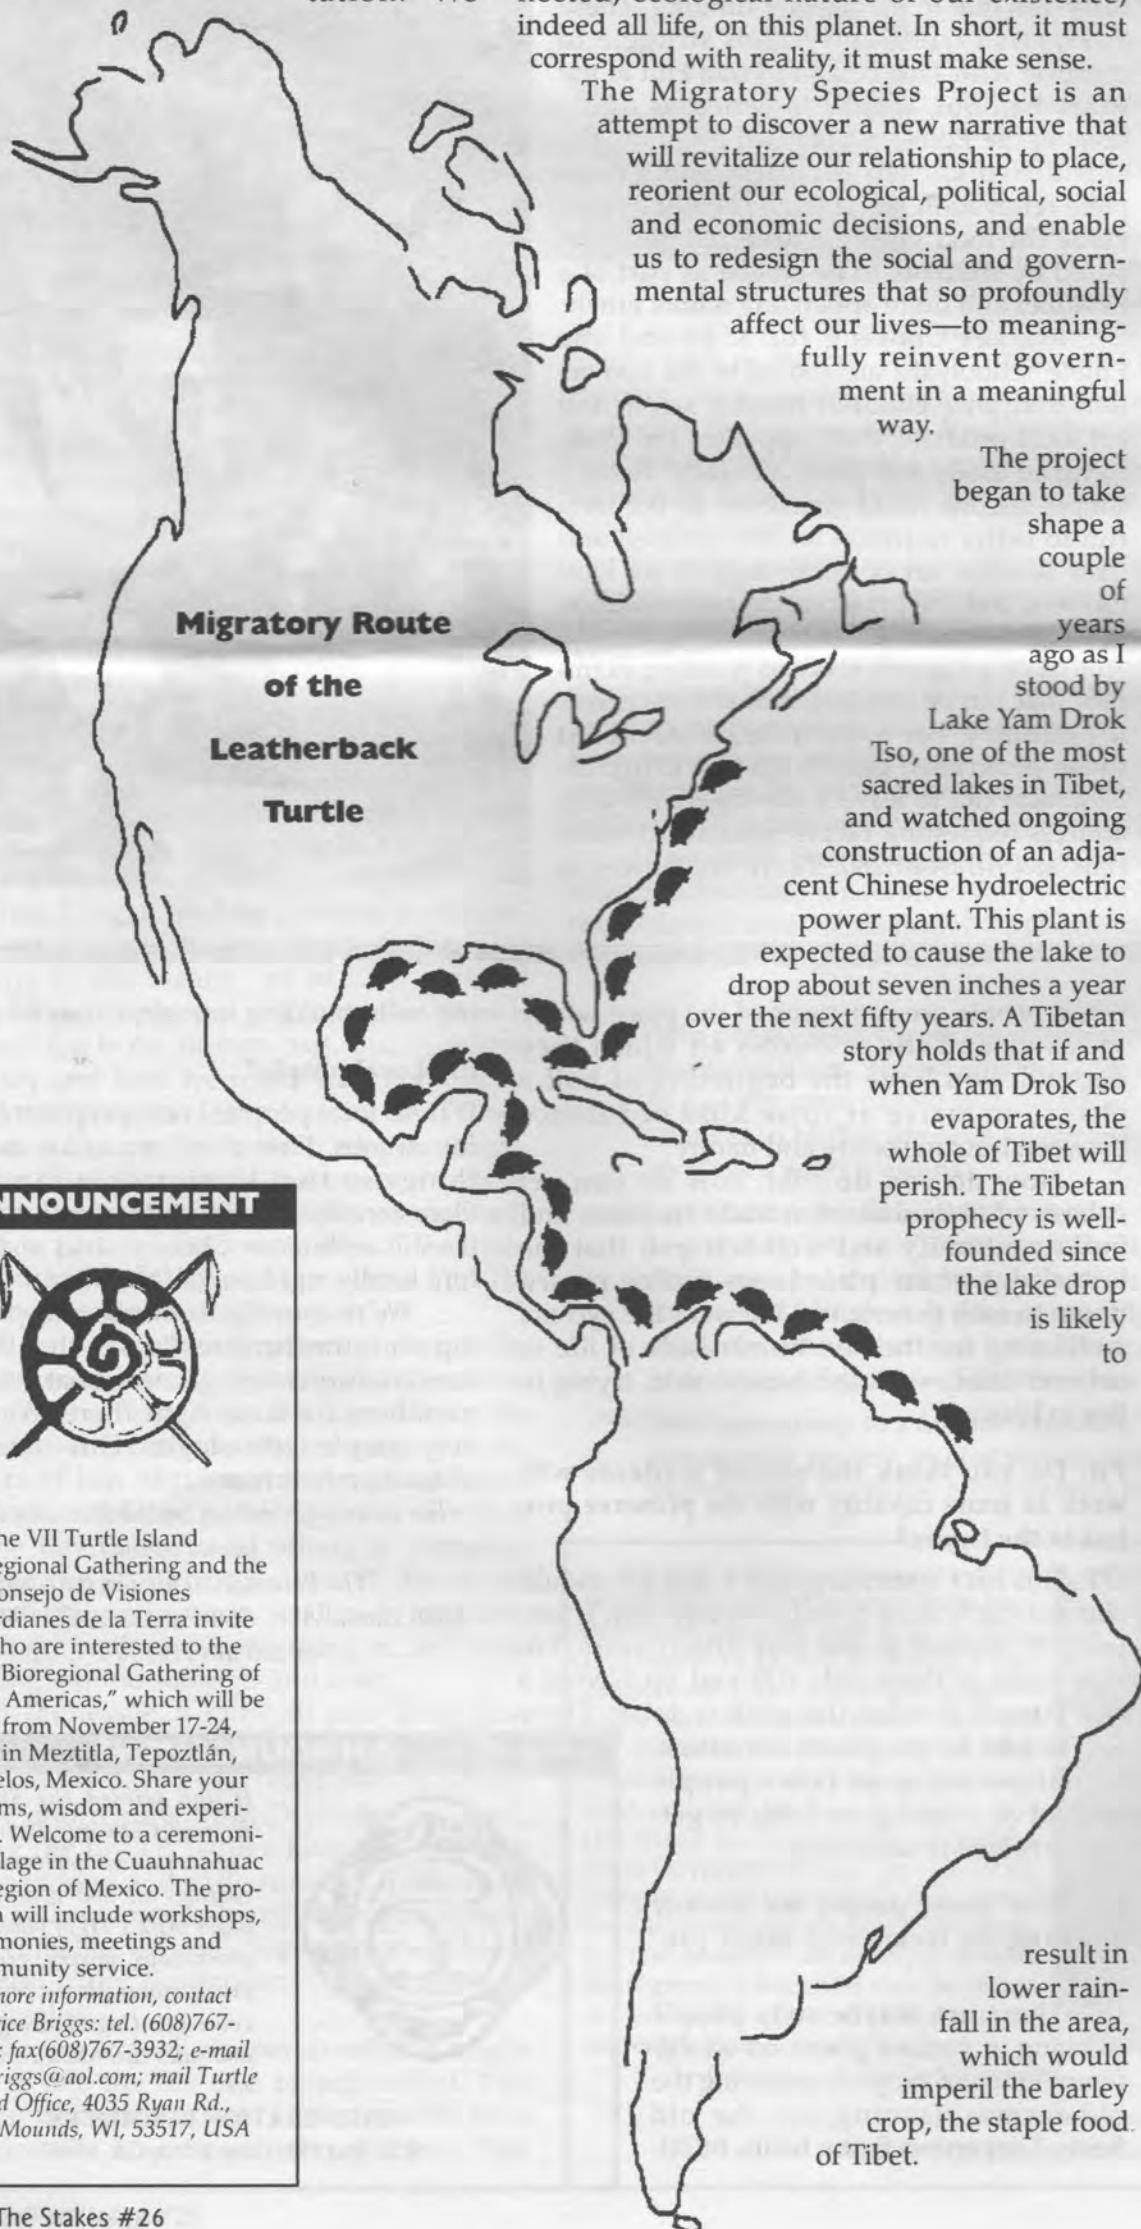 indeed all life, on this planet. In short, it must
correspond with reality, it must make sense.
The Migratory Species Project is an
attempt to discover a new narrative that
will revitalize our relationship to place,
reorient our ecological, political, social
and economic decisions, and enable
us to redesign the social and govern-
mental structures that so profoundly
affect our lives—to meaning-
fully reinvent govern-
ment in a meaningful
way.
The project
began to take
shape a
couple
of
years
ago as I
stood by
Lake Yam Drok
Tso, one of the most
sacred lakes in Tibet,
and watched ongoing
construction of an adja-
cent Chinese hydroelectric
power plant. This plant is
expected to cause the lake to
drop about seven inches a year
over the next fifty years. A Tibetan
story holds that if and
when Yam Drok Tso
evaporates, the
whole of Tibet will
perish. The Tibetan
prophecy is well-
founded since
the lake drop
is likely
to
result in
lower rain-
fall in the area,
which would
imperil the barley
crop, the staple food
of Tibet.
Migratory Route
of the
Leatherback
Turtle
NNOUNCEMENT
he VII Turtle Island
egional Gathering and the
onsejo de Visiones
rdianes de la Terra invite
ho are interested to the
Bioregional Gathering of
Americas," which will be
from November 17-24,
in Meztitla, Tepoztlán,
elos, Mexico. Share your
ms, wisdom and experi-
. Welcome to a ceremoni-
lage in the Cuauhnahuac
egion of Mexico. The pro-
n will include workshops,
monies, meetings and
munity service.
more information, contact
ice Briggs: tel. (608)767-
; fax(608)767-3932; e-mail
riggs@aol.com; mail Turtle
d Office, 4035 Ryan Rd.,
Mounds, WI, 53517, USA
The Stakes #26